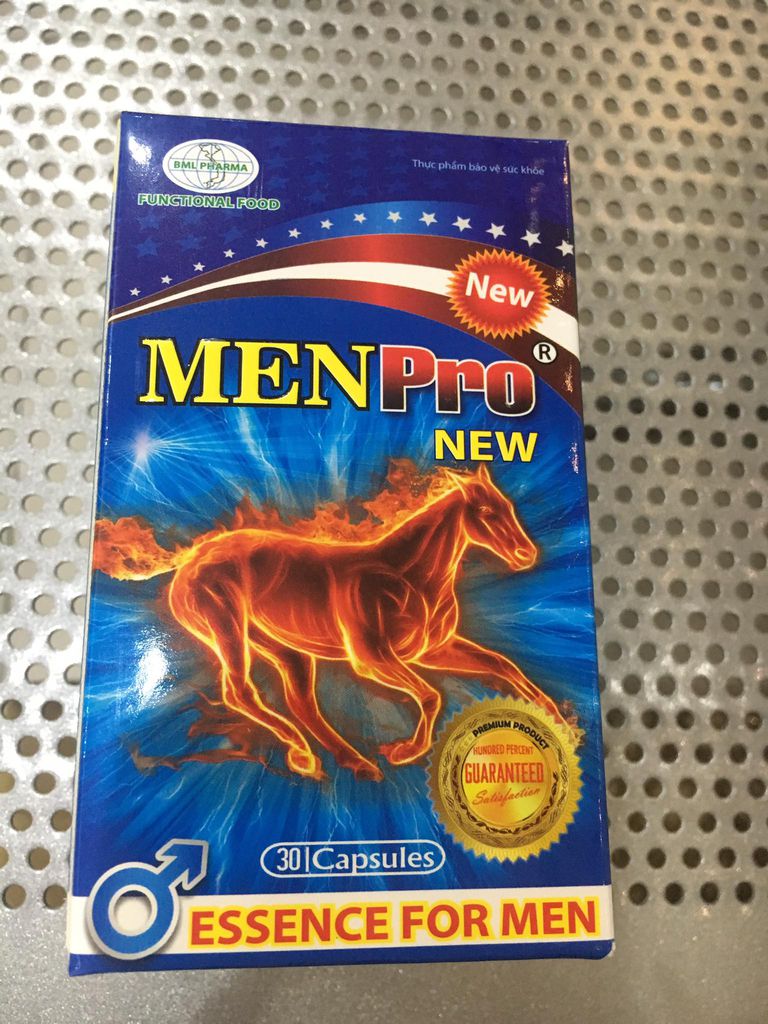 BML PHARMA
FUNCTIONAL FOOD
Thực phẩm bảo vệ sức khỏe
New
MENPro®
NEW
PREMIUM PRODUCT
HUNDRED PERCENT
GUARANTEED
Satisfaction
30 Capsules
ESSENCE FOR MEN